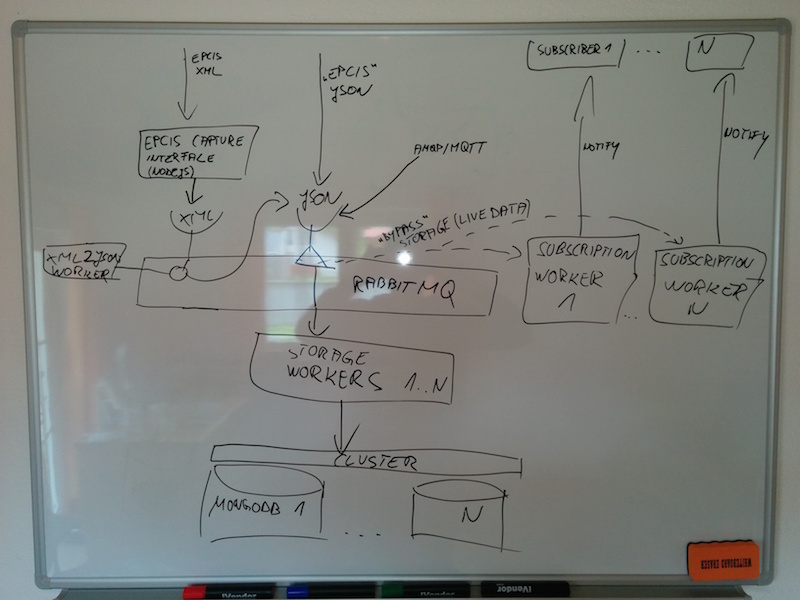 EPCIS
XML
"EPCIS"
JSON
SUBSCRIBER 1
...
N
EPCIS CAPTURE
INTERFACE
(NODEJS)
AMQP/MQTT
NOTIFY
NOTIFY
XML
JSON
"BYPASS"
STORAGE (LIVE DATA)
XML2JSON
WORKER
RABBITMQ
SUBSCRIPTION
WORKER
1
...
SUBSCRIPTION
WORKER
N
STORAGE
WORKERS 1..N
CLUSTER
MONGODB 1
....
N
WHITEBOARD ERASER
iVendor